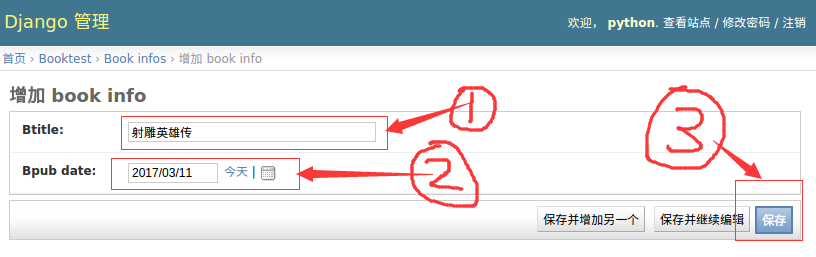 Django 管理
欢迎， python. 查看站点 / 修改密码 / 注销
首页 › Booktest › Book infos › 增加 book info
增加 book info
Btitle: 射雕英雄传
Bpub date: 2017/03/11 今天 |
1
2
3
保存并增加另一个 保存并继续编辑 保存